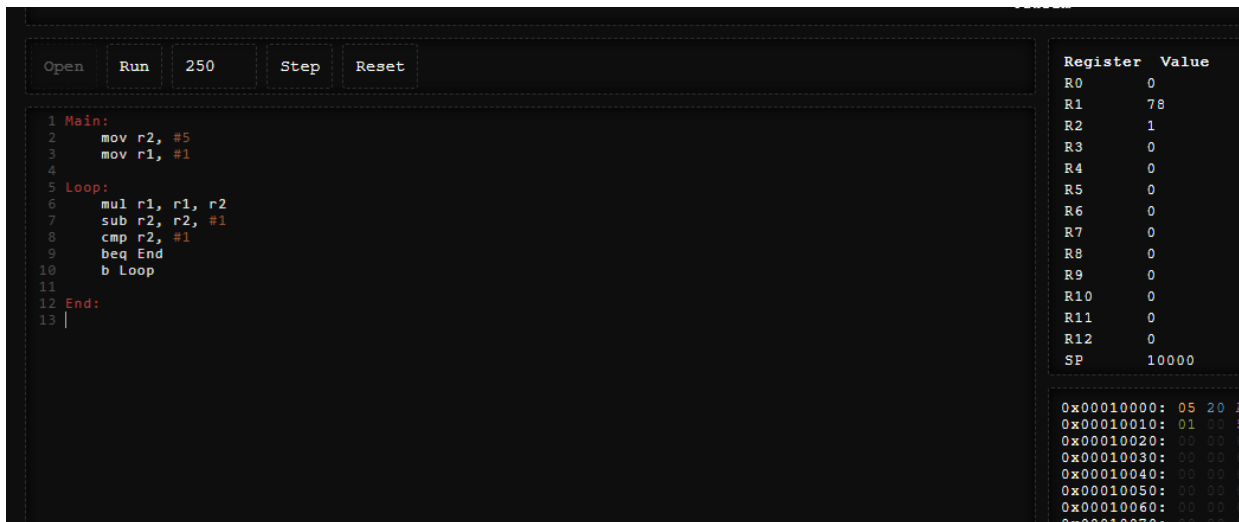 Open Run 250 Step Reset
1 Main:
2 mov r2, #5
3 mov r1, #1
4
5 Loop:
6 mul r1, r1, r2
7 sub r2, r2, #1
8 cmp r2, #1
9 beq End
10 b Loop
11
12 End:
13
Register Value
R0 0
R1 78
R2 1
R3 0
R4 0
R5 0
R6 0
R7 0
R8 0
R9 0
R10 0
R11 0
R12 0
SP 10000
0x00010000: 05 20
0x00010010: 01 00
0x00010020: 00 00
0x00010030: 00 00
0x00010040: 00 00
0x00010050: 00 00
0x00010060: 00 00